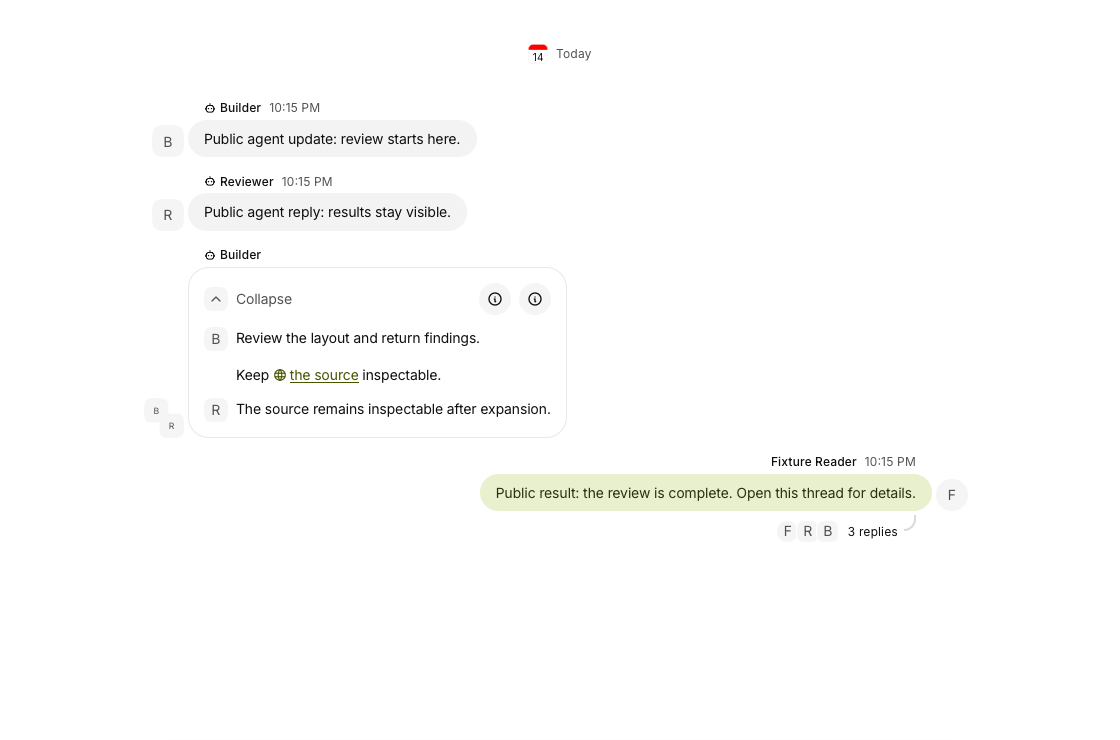 14 Today
Builder 10:15 PM
B Public agent update: review starts here.
Reviewer 10:15 PM
R Public agent reply: results stay visible.
Builder
Collapse
B Review the layout and return findings.
Keep the source inspectable.
R The source remains inspectable after expansion.
B
R
Fixture Reader 10:15 PM
Public result: the review is complete. Open this thread for details. F
F R B 3 replies